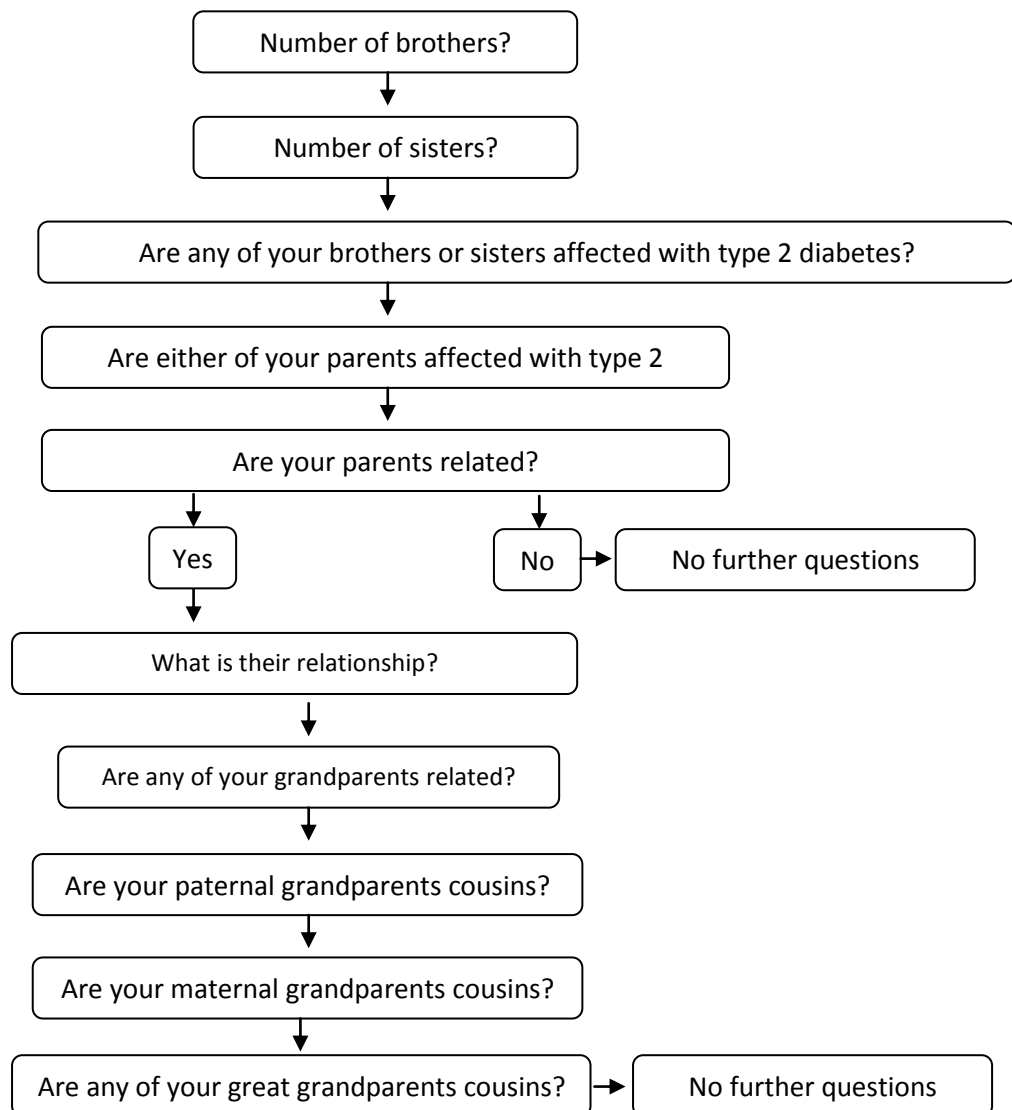 Number of brothers?
Number of sisters?
Are any of your brothers or sisters affected with type 2 diabetes?
Are either of your parents affected with type 2
Are your parents related?
Yes
No
No further questions
What is their relationship?
Are any of your grandparents related?
Are your paternal grandparents cousins?
Are your maternal grandparents cousins?
Are any of your great grandparents cousins?
No further questions